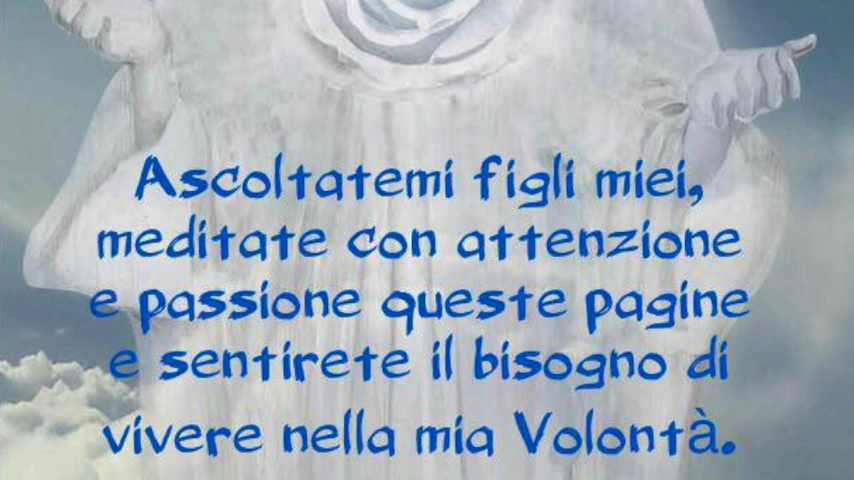 Ascoltatemi figli miei,
meditate con attenzione
e passione queste pagine
e sentirete il bisogno di
vivere nella mia Volontà.